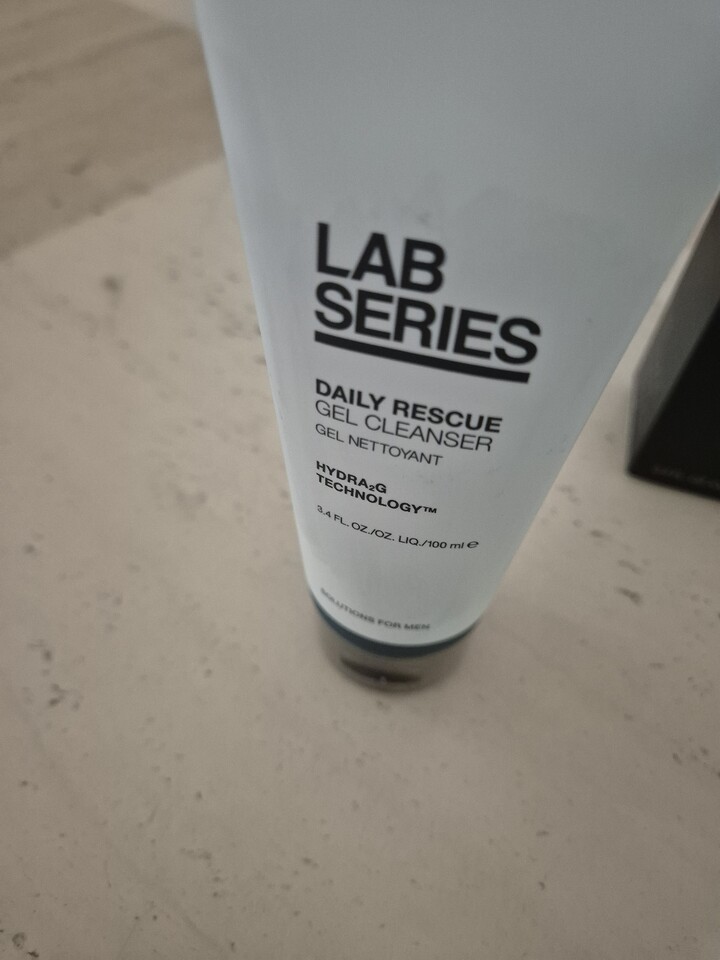 LAB
SERIES
DAILY RESCUE
GEL CLEANSER
GEL NETTOYANT
HYDRA₂G
TECHNOLOGY™
3.4 FL. OZ./OZ. LIQ./100 ml ℮
SOLUTIONS FOR MEN